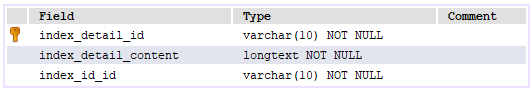 Field Type Comment
index_detail_id varchar(10) NOT NULL
index_detail_content longtext NOT NULL
index_id_id varchar(10) NOT NULL